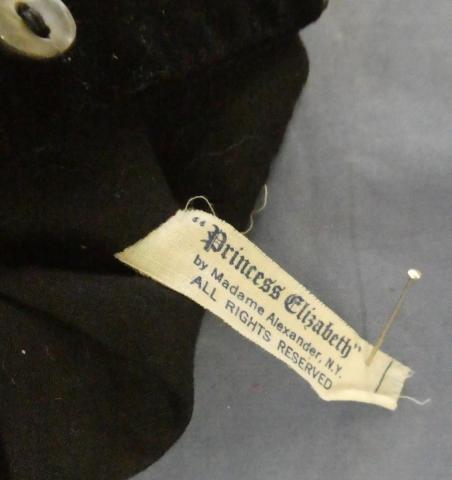 "Princess Elizabeth"
by Madame Alexander, N.Y.
ALL RIGHTS RESERVED